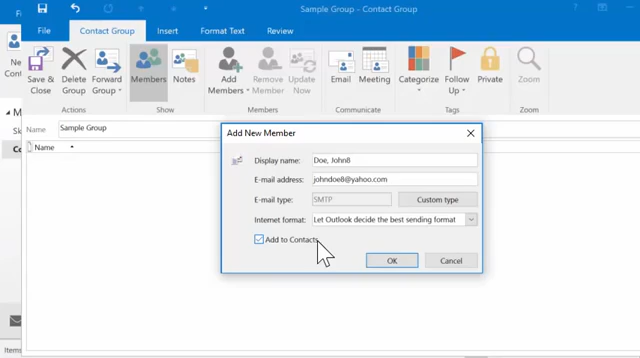 Sample Group - Contact Group
File Contact Group Insert Format Text Review
Save & Close
Delete Group
Forward Group
Members
Notes
Add Members
Remove Member
Update Now
Email
Meeting
Categorize
Follow Up
Private
Zoom
Actions Show Members Communicate Tags Zoom
Name Sample Group
Name
Add New Member
Display name: Doe, John8
E-mail address: johndoe8@yahoo.com
E-mail type: SMTP Custom type
Internet format: Let Outlook decide the best sending format
Add to Contacts
OK Cancel
New
Items